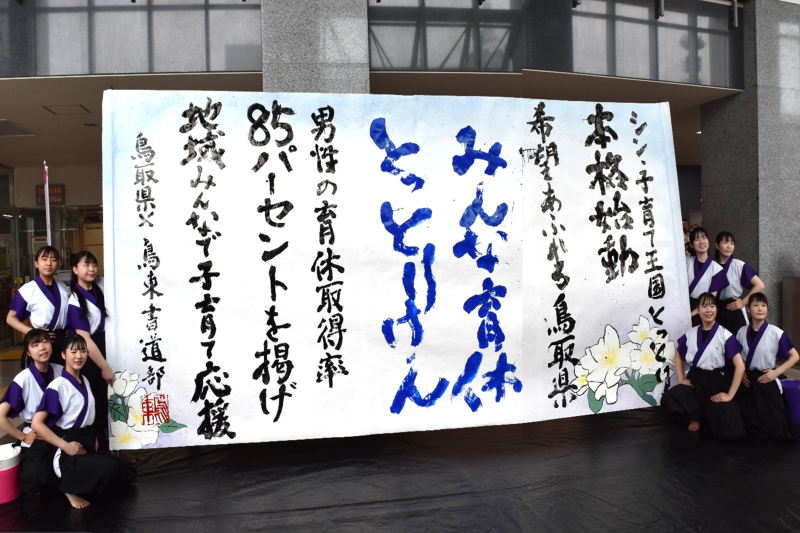 シン・子育て王国とっとり
本格始動
希望あふれる鳥取県
みんな育休
とっとりけん
男性の育休取得率
85パーセントを掲げ
地域みんなで子育て応援
鳥取県×鳥東書道部